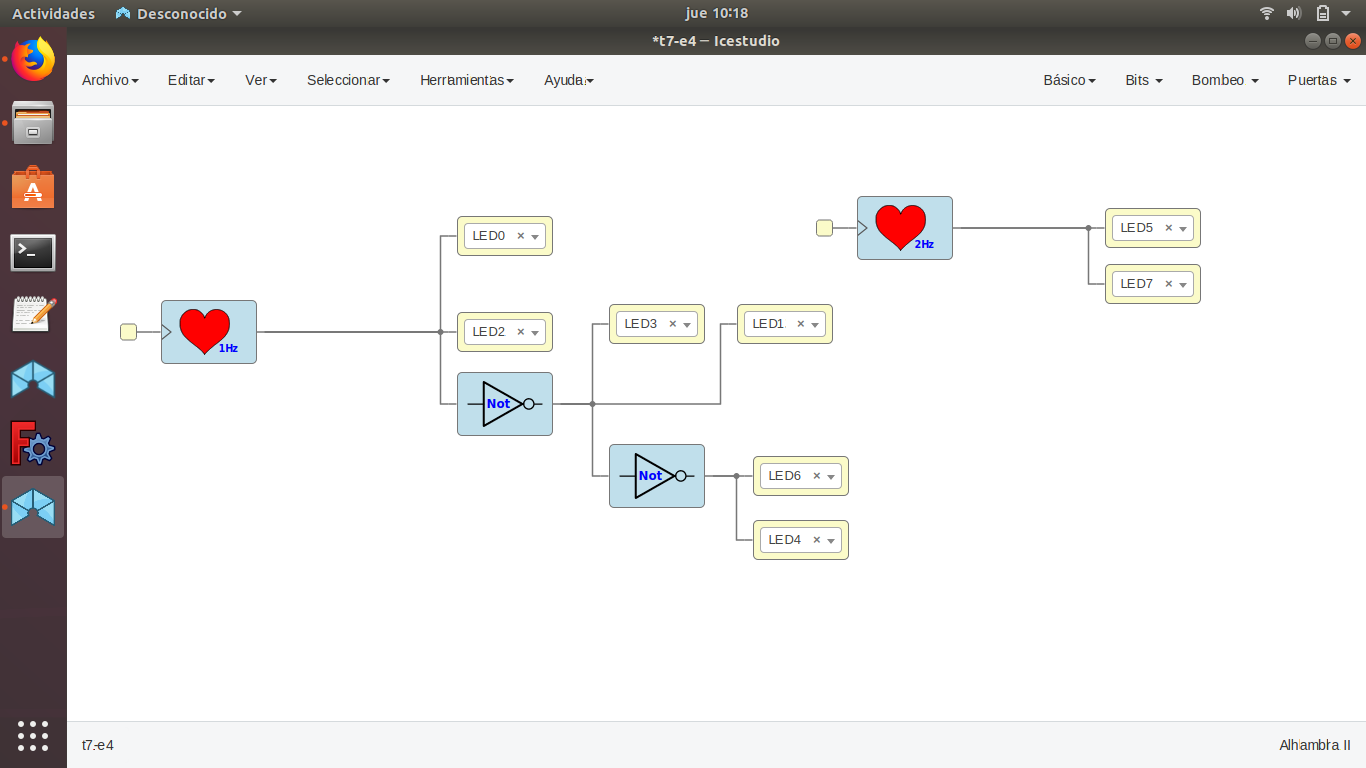 Actividades Desconocido jue 10:18
*t7-e4 – Icestudio
Archivo Editar Ver Seleccionar Herramientas Ayuda Básico Bits Bombeo Puertas
LED0 ×
2Hz
LED5 ×
LED7 ×
1Hz
LED2 ×
LED3 ×
LED1 ×
Not
Not
LED6 ×
LED4 ×
t7-e4 Alhambra II